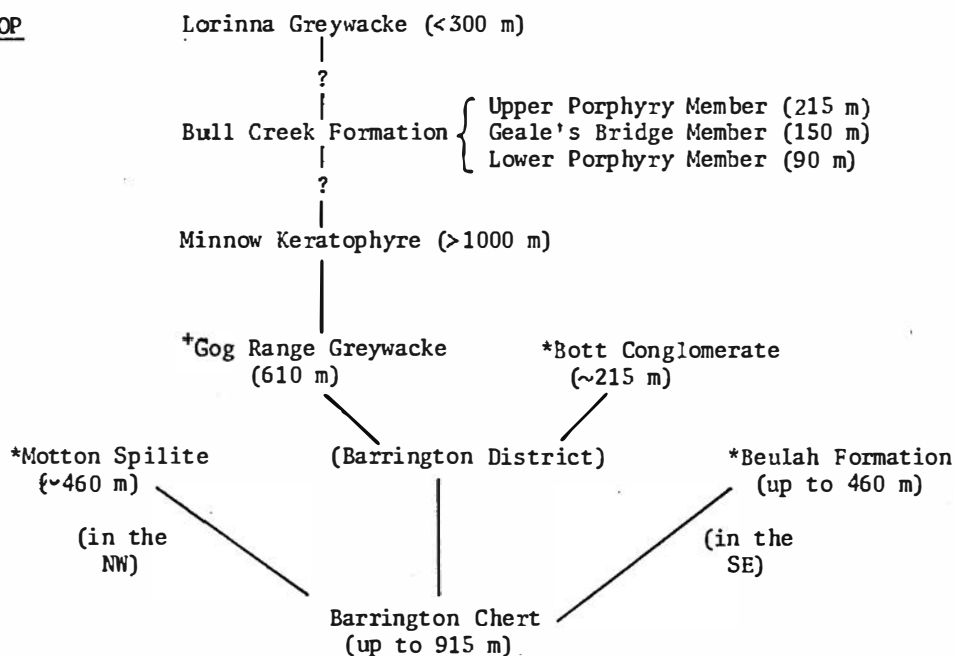 OP
Lorinna Greywacke (<300 m)
?
Bull Creek Formation
Upper Porphyry Member (215 m)
Geale's Bridge Member (150 m)
Lower Porphyry Member (90 m)
?
Minnow Keratophyre (>1000 m)
+Gog Range Greywacke
(610 m)
*Bott Conglomerate
(~215 m)
*Motton Spilite
(~460 m)
(Barrington District)
*Beulah Formation
(up to 460 m)
(in the
NW)
(in the
SE)
Barrington Chert
(up to 915 m)